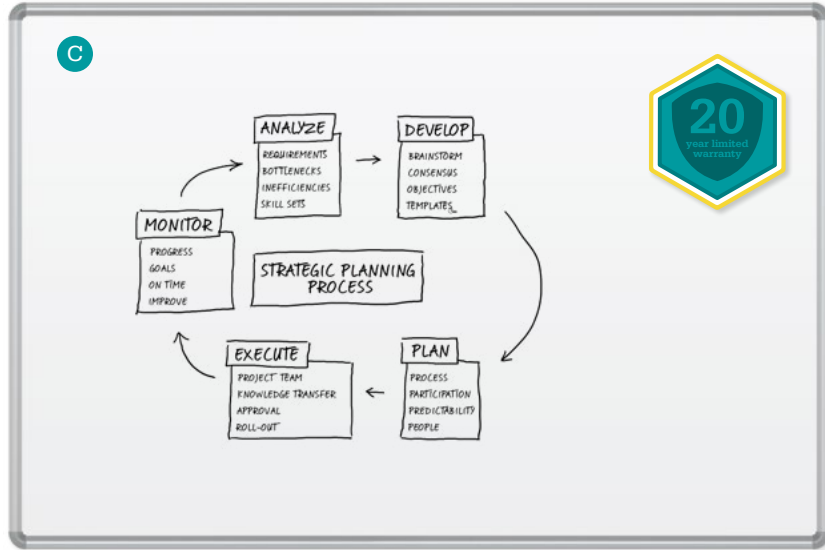 C
20
year limited
warranty
ANALYZE
REQUIREMENTS
BOTTLENECKS
INEFFICIENCIES
SKILL SETS
DEVELOP
BRAINSTORM
CONSENSUS
OBJECTIVES
TEMPLATES
MONITOR
PROGRESS
GOALS
ON TIME
IMPROVE
STRATEGIC PLANNING
PROCESS
EXECUTE
PROJECT TEAM
KNOWLEDGE TRANSFER
APPROVAL
ROLL-OUT
PLAN
PROCESS
PARTICIPATION
PREDICTABILITY
PEOPLE